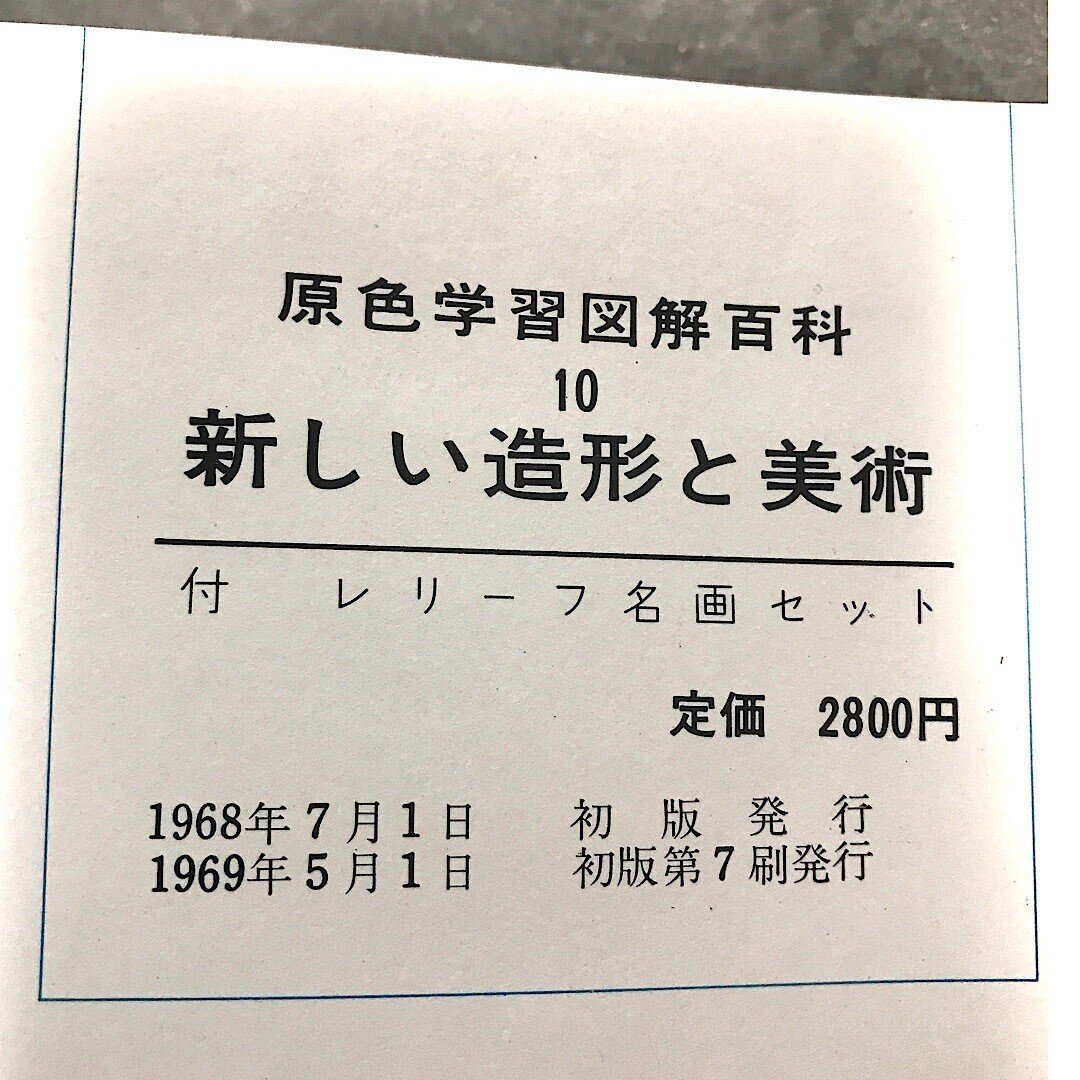 原色学習図解百科
10
新しい造形と美術
付 レリーフ名画セット
定価 2800円
1968年7月1日 初版発行
1969年5月1日 初版第7刷発行